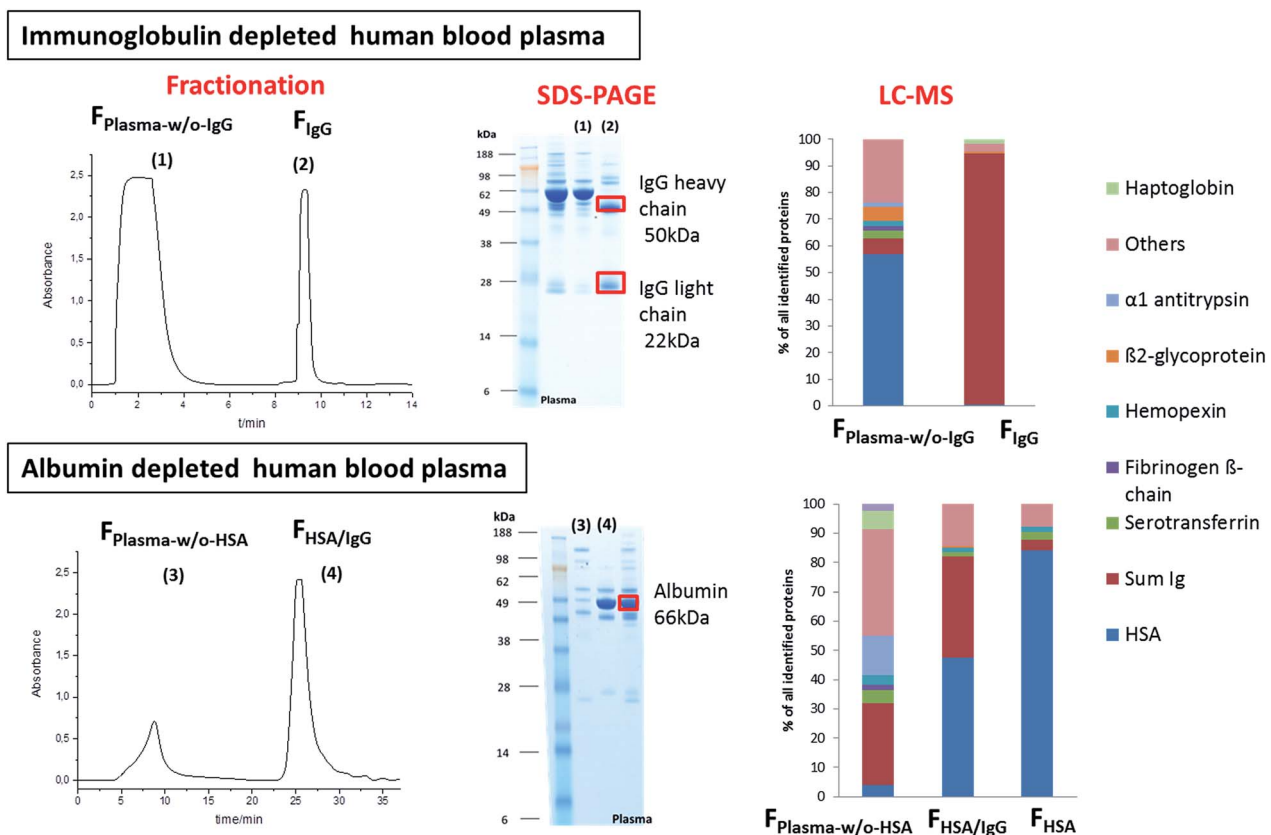 Immunoglobulin depleted human blood plasma
Fractionation
SDS-PAGE
LC-MS
FPlasma-w/o-IgG
FIgG
(1)
(2)
2,5
2,0
1,5
1,0
0,5
0,0
Absorbance
0 2 4 6 8 10 12 14
t/min
kDa
(1) (2)
188
98
62
49
38
28
14
6
Plasma
IgG heavy
chain
50kDa
IgG light
chain
22kDa
100
90
80
70
60
50
40
30
20
10
0
% of all identified proteins
FPlasma-w/o-IgG FIgG
Haptoglobin
Others
α1 antitrypsin
ß2-glycoprotein
Hemopexin
Fibrinogen ß-
chain
Serotransferrin
Sum Ig
HSA
Albumin depleted human blood plasma
FPlasma-w/o-HSA
FHSA/IgG
(3)
(4)
2,5
2,0
1,5
1,0
0,5
0,0
Absorbance
0 5 10 15 20 25 30 35
time/min
kDa
(3) (4)
188
98
62
49
38
28
14
6
Plasma
Albumin
66kDa
100
90
80
70
60
50
40
30
20
10
0
% of all identified proteins
FPlasma-w/o-HSA FHSA/IgG FHSA